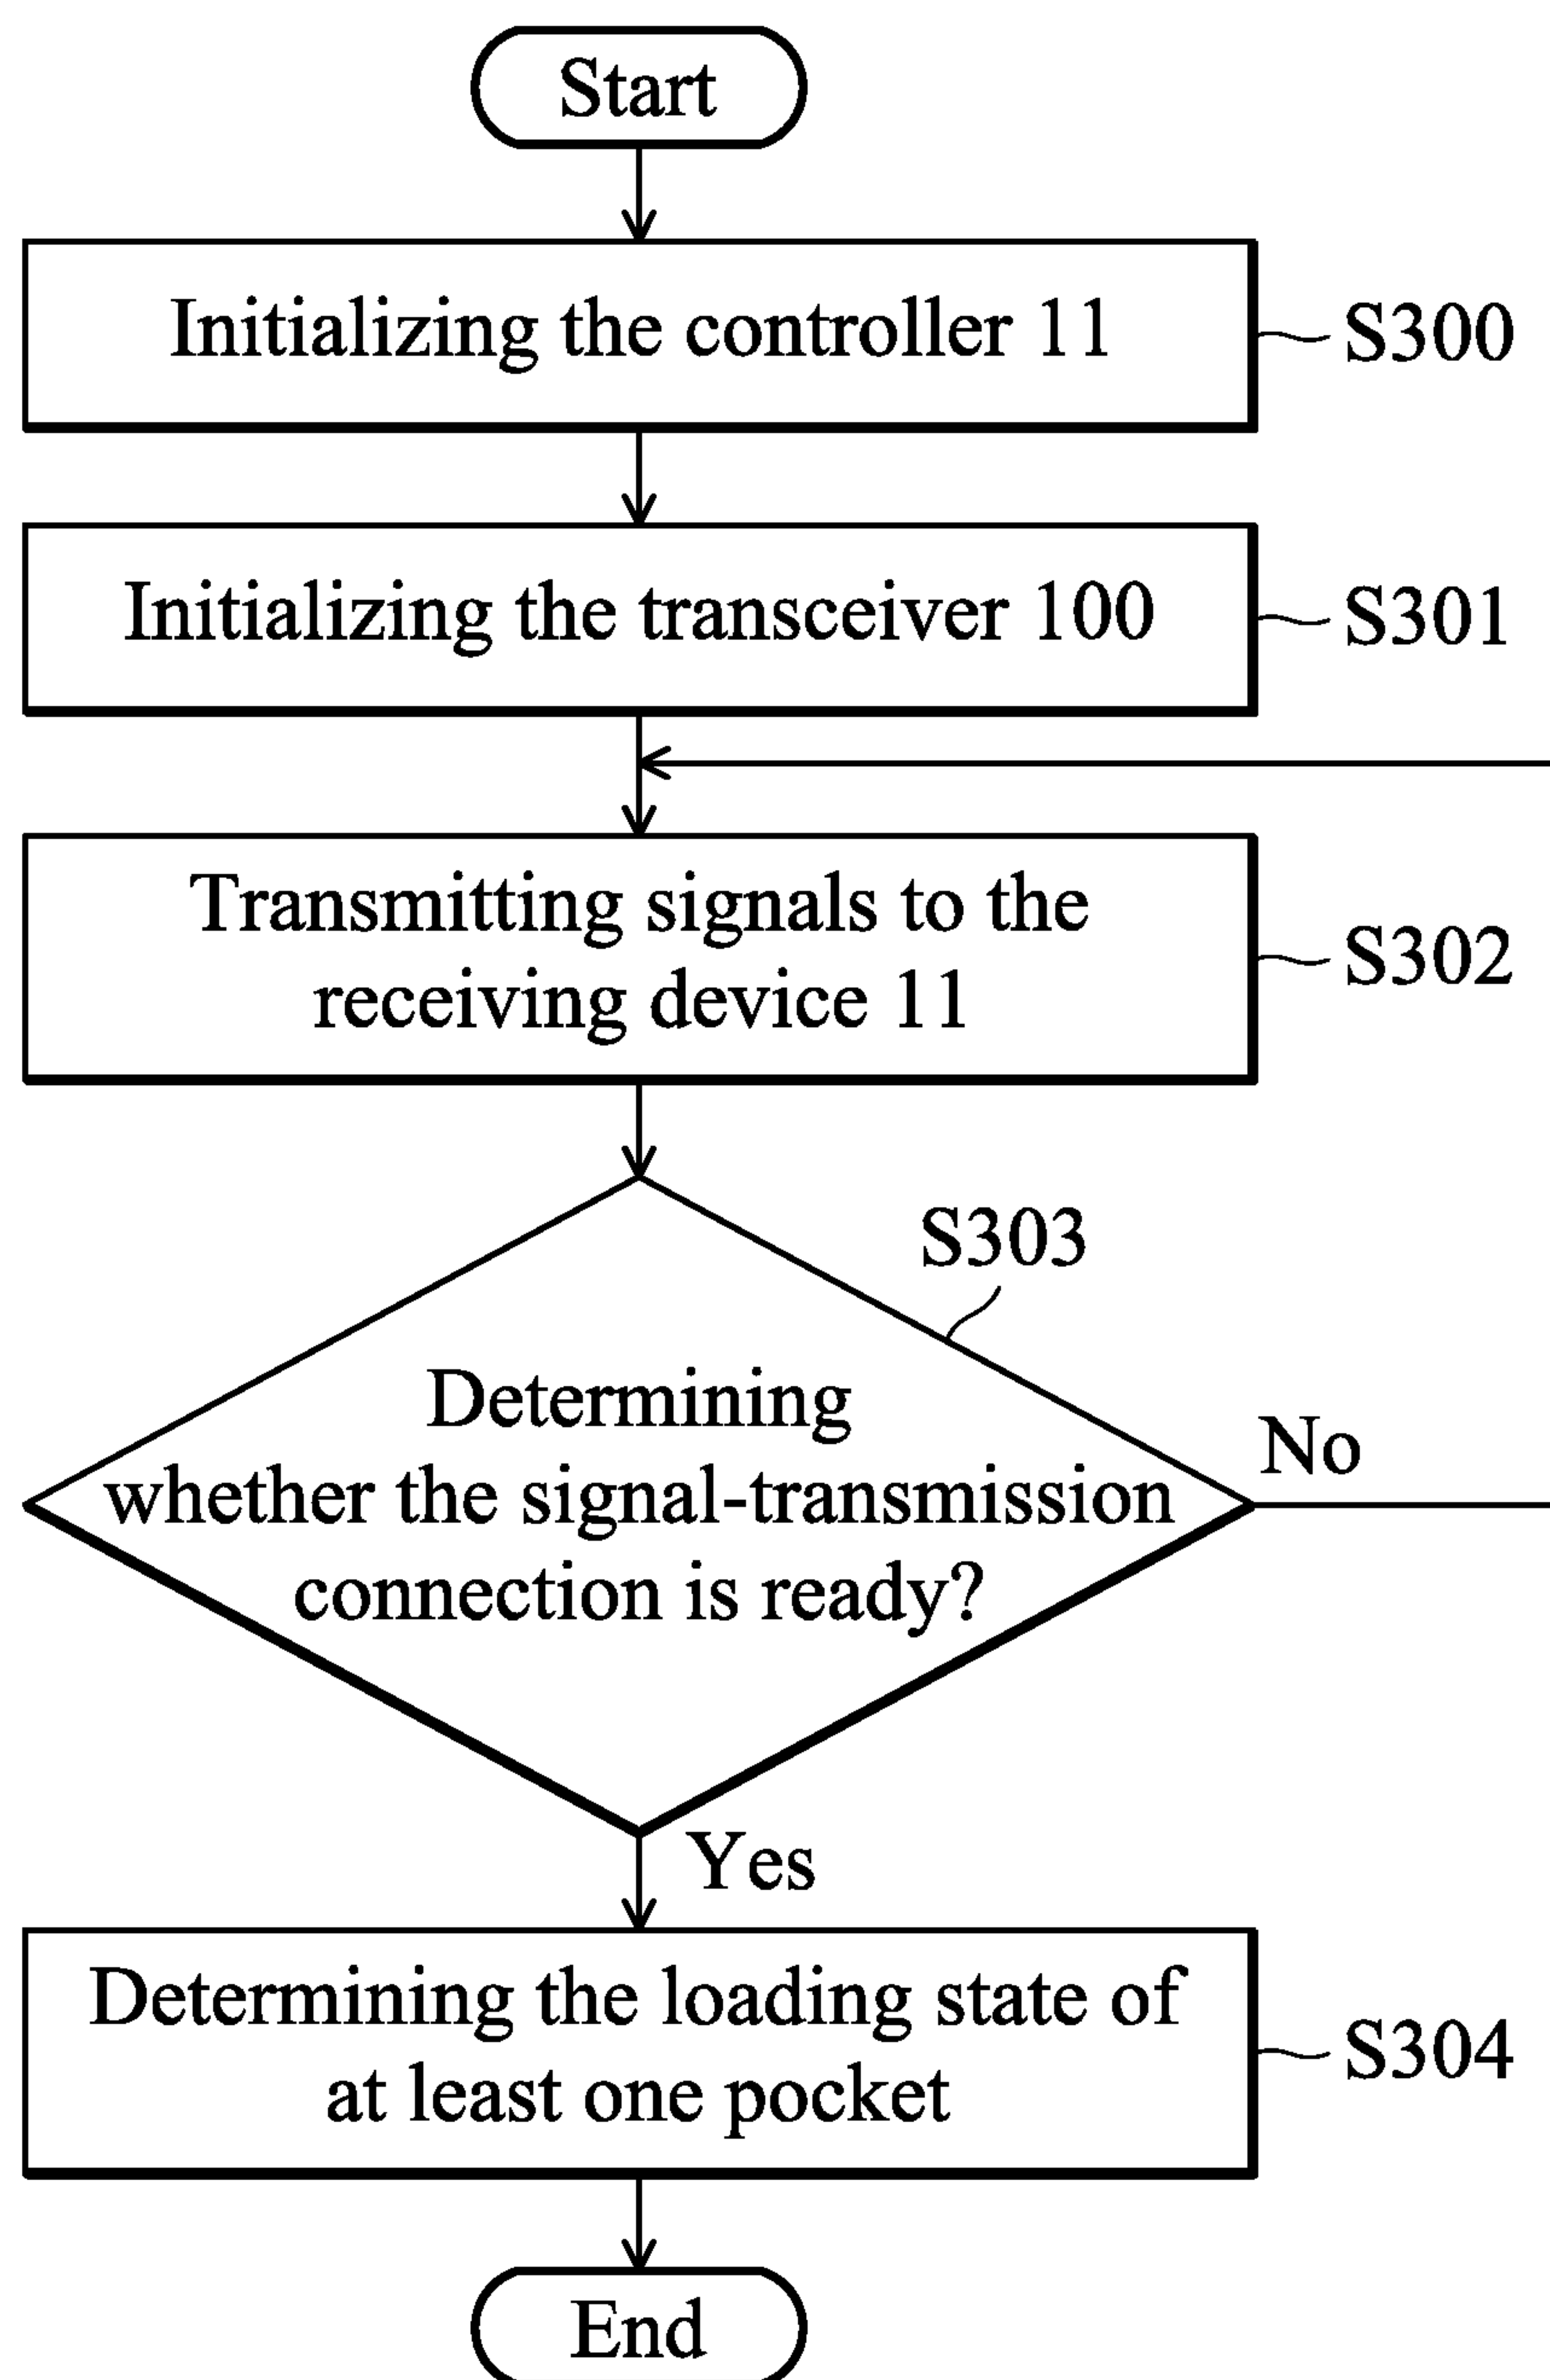 Start
Initializing the controller 11
S300
Initializing the transceiver 100
S301
Transmitting signals to the
receiving device 11
S302
S303
Determining
whether the signal-transmission
connection is ready?
No
Yes
Determining the loading state of
at least one pocket
S304
End